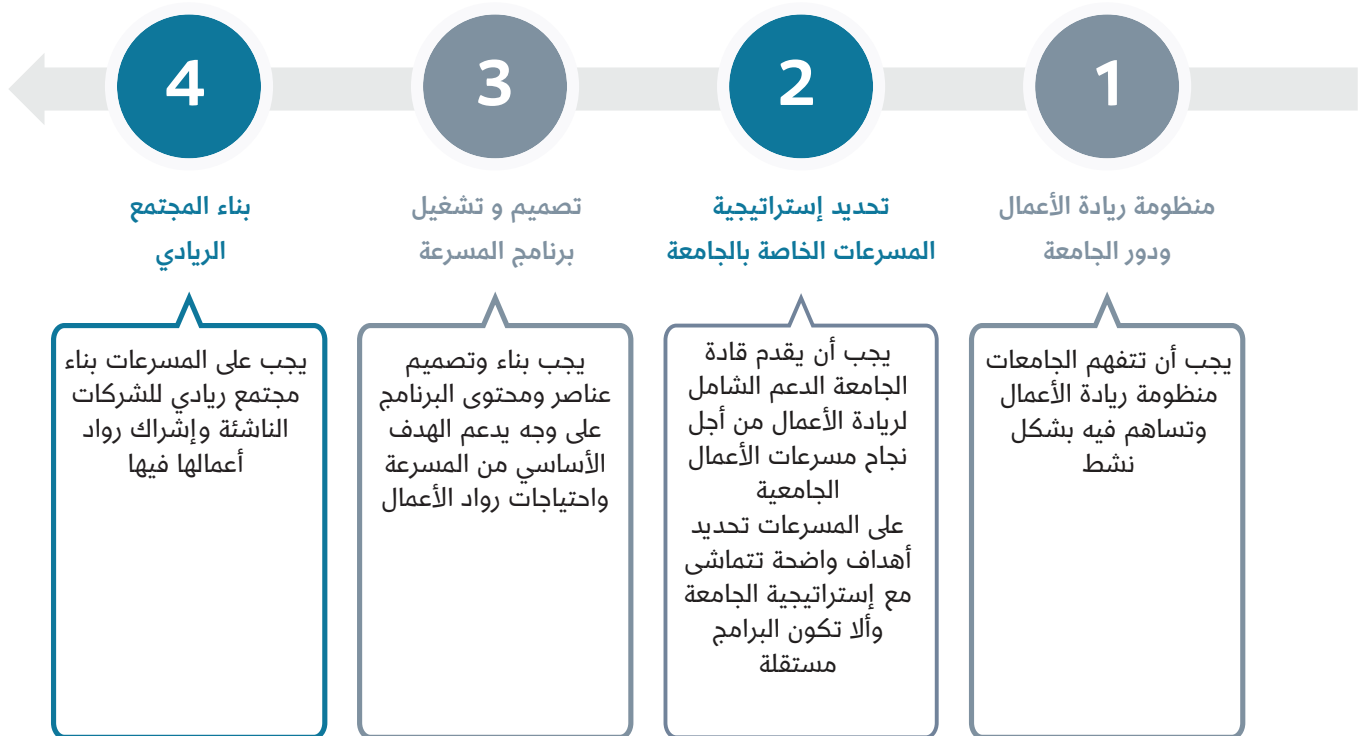 1
منظومة ريادة الأعمال
ودور الجامعة
يجب أن تتفهم الجامعات
منظومة ريادة الأعمال
وتساهم فيه بشكل
نشط
2
تحديد إستراتيجية
المسرعات الخاصة بالجامعة
يجب أن يقدم قادة
الجامعة الدعم الشامل
لريادة الأعمال من أجل
نجاح مسرعات الأعمال
الجامعية
على المسرعات تحديد
أهداف واضحة تتماشى
مع إستراتيجية الجامعة
وألا تكون البرامج
مستقلة
3
تصميم و تشغيل
برنامج المسرعة
يجب بناء وتصميم
عناصر ومحتوى البرنامج
على وجه يدعم الهدف
الأساسي من المسرعة
واحتياجات رواد الأعمال
4
بناء المجتمع
الريادي
يجب على المسرعات بناء
مجتمع ريادي للشركات
الناشئة وإشراك رواد
أعمالها فيها